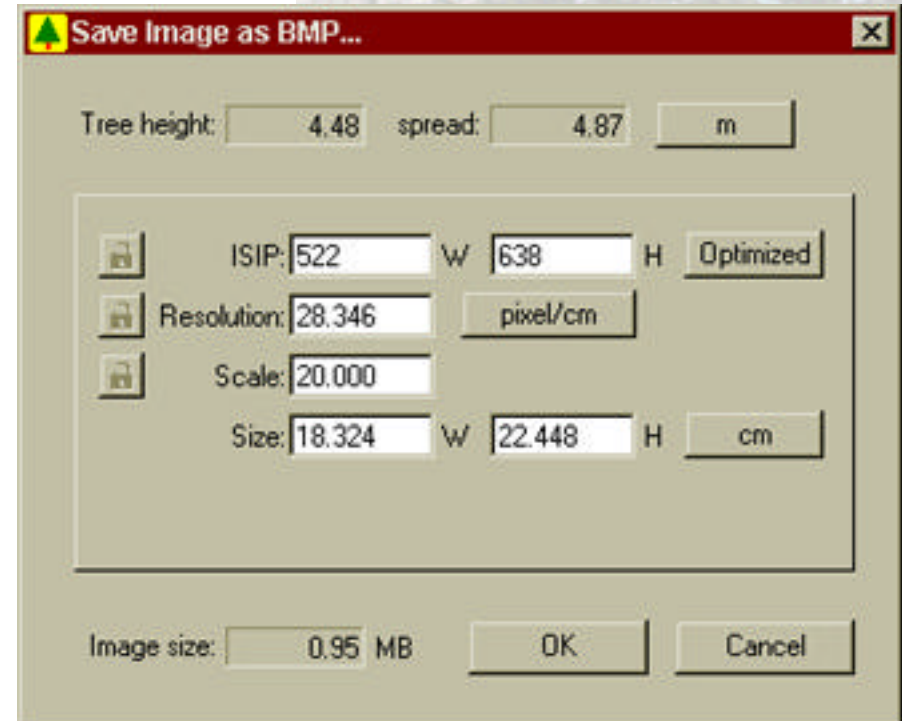 Save Image as BMP...
Tree height: 4.48 spread: 4.87 m
ISIP: 522 W 638 H Optimized
Resolution: 28.346 pixel/cm
Scale: 20.000
Size: 18.324 W 22.448 H cm
Image size: 0.95 MB OK Cancel